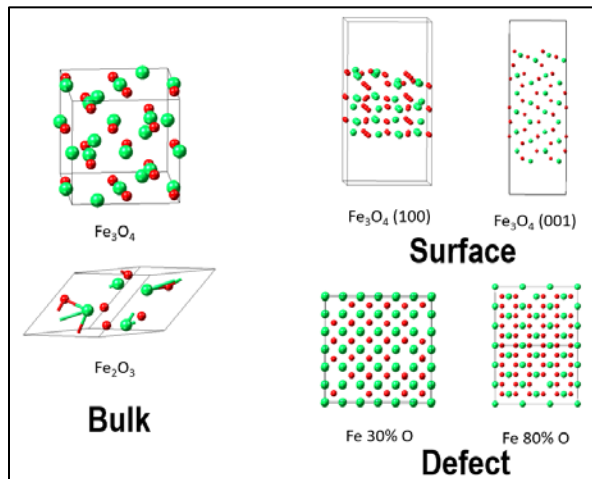 Fe₃O₄
Fe₂O₃
Bulk
Fe₃O₄ (100) Fe₃O₄ (001)
Surface
Fe 30% O Fe 80% O
Defect